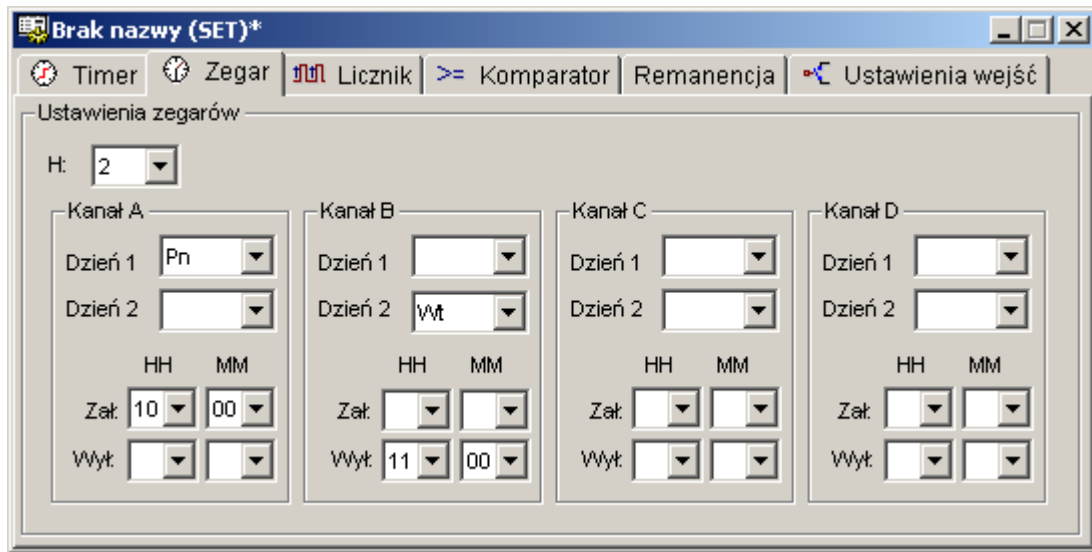 Brak nazwy (SET)*
Timer Zegar Licznik >= Komparator Remanencja Ustawienia wejść
Ustawienia zegarów
H: 2
Kanał A Kanał B Kanał C Kanał D
Dzień 1 Pn Dzień 1 Dzień 1 Dzień 1
Dzień 2 Dzień 2 Wt Dzień 2 Dzień 2
HH MM HH MM HH MM HH MM
Zał: 10 00 Zał: Zał: Zał:
Wył: Wył: 11 00 Wył: Wył: